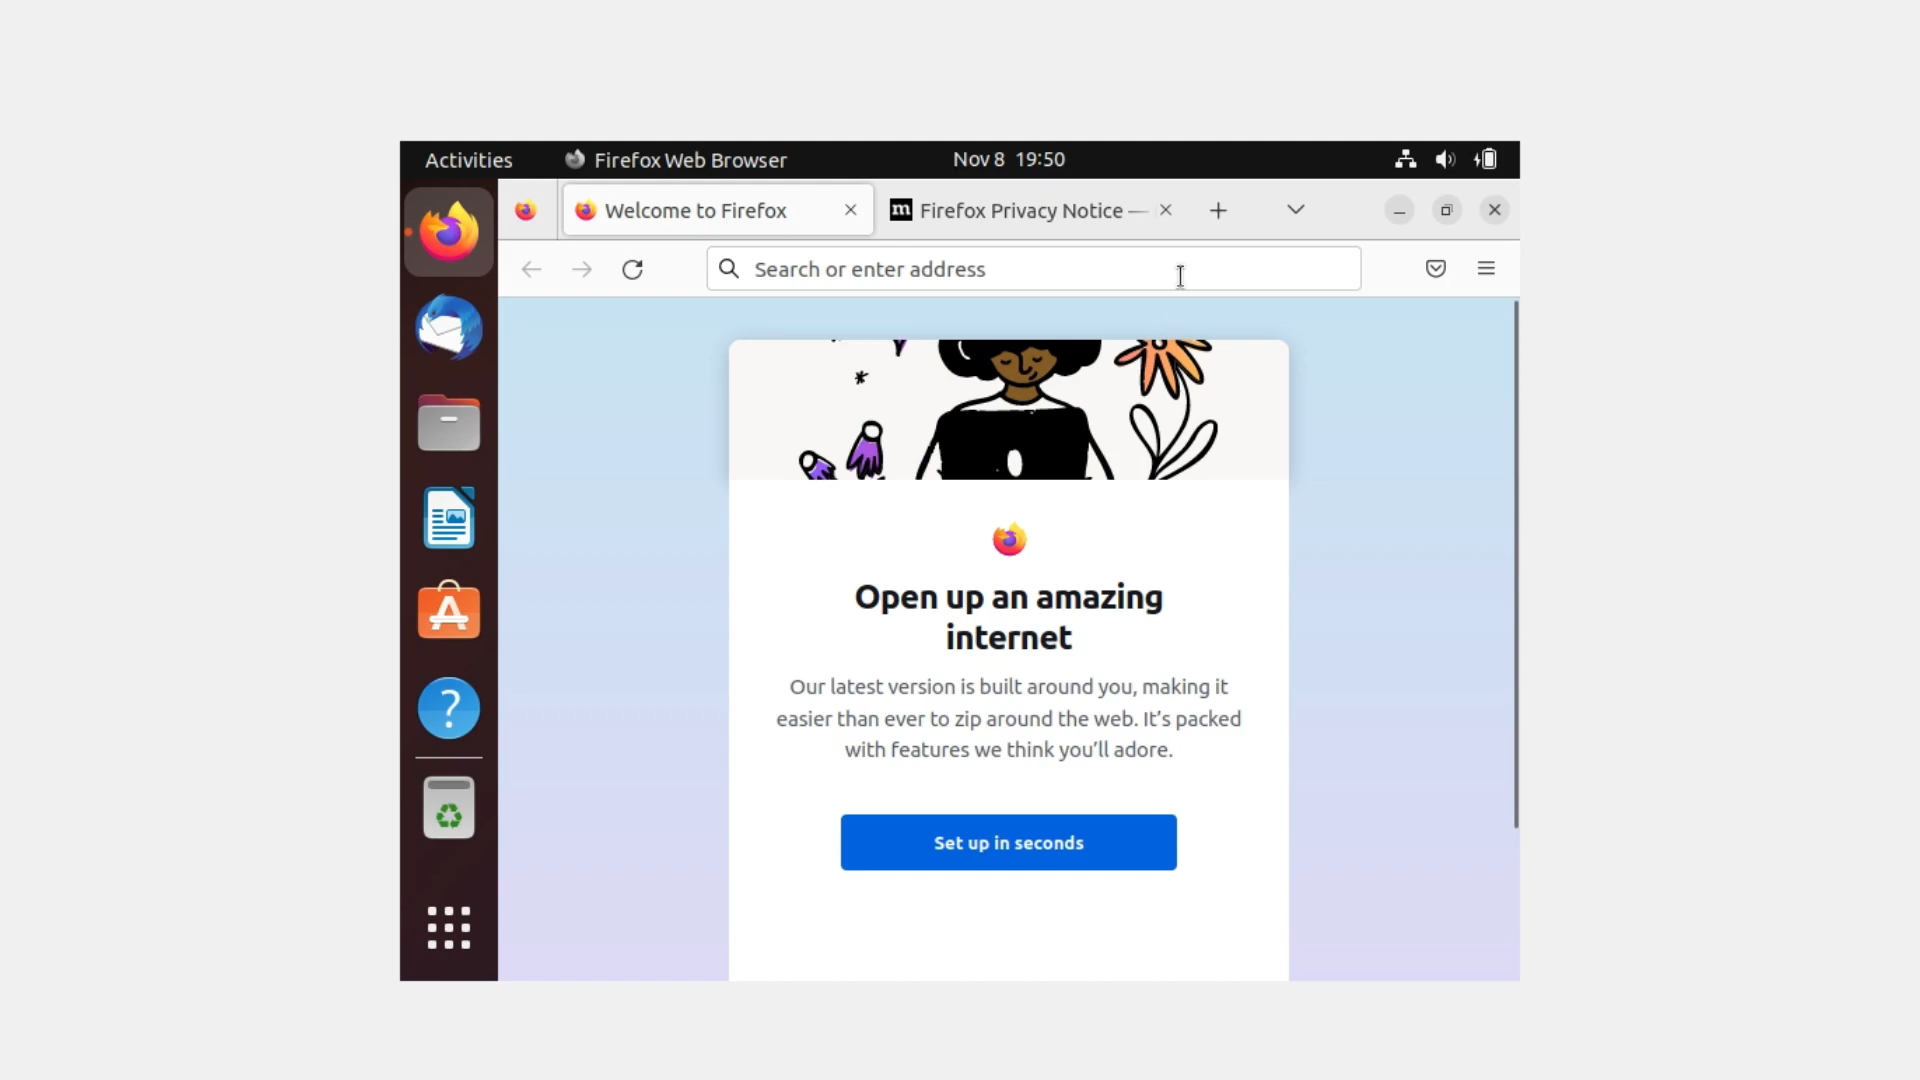 Activities Firefox Web Browser Nov 8 19:50
Welcome to Firefox Firefox Privacy Notice —
Search or enter address
Open up an amazing
internet
Our latest version is built around you, making it
easier than ever to zip around the web. It's packed
with features we think you'll adore.
Set up in seconds